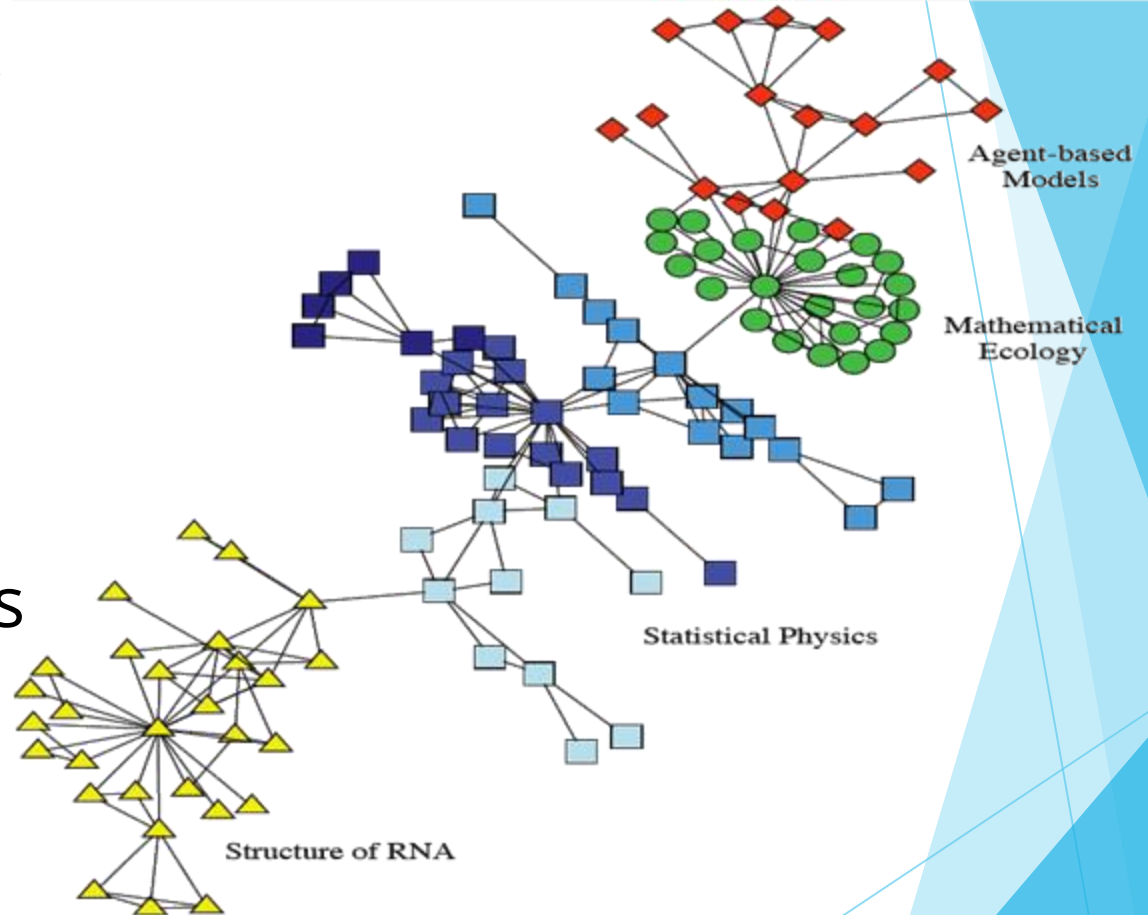 Agent-based
Models
Mathematical
Ecology
s
Statistical Physics
Structure of RNA